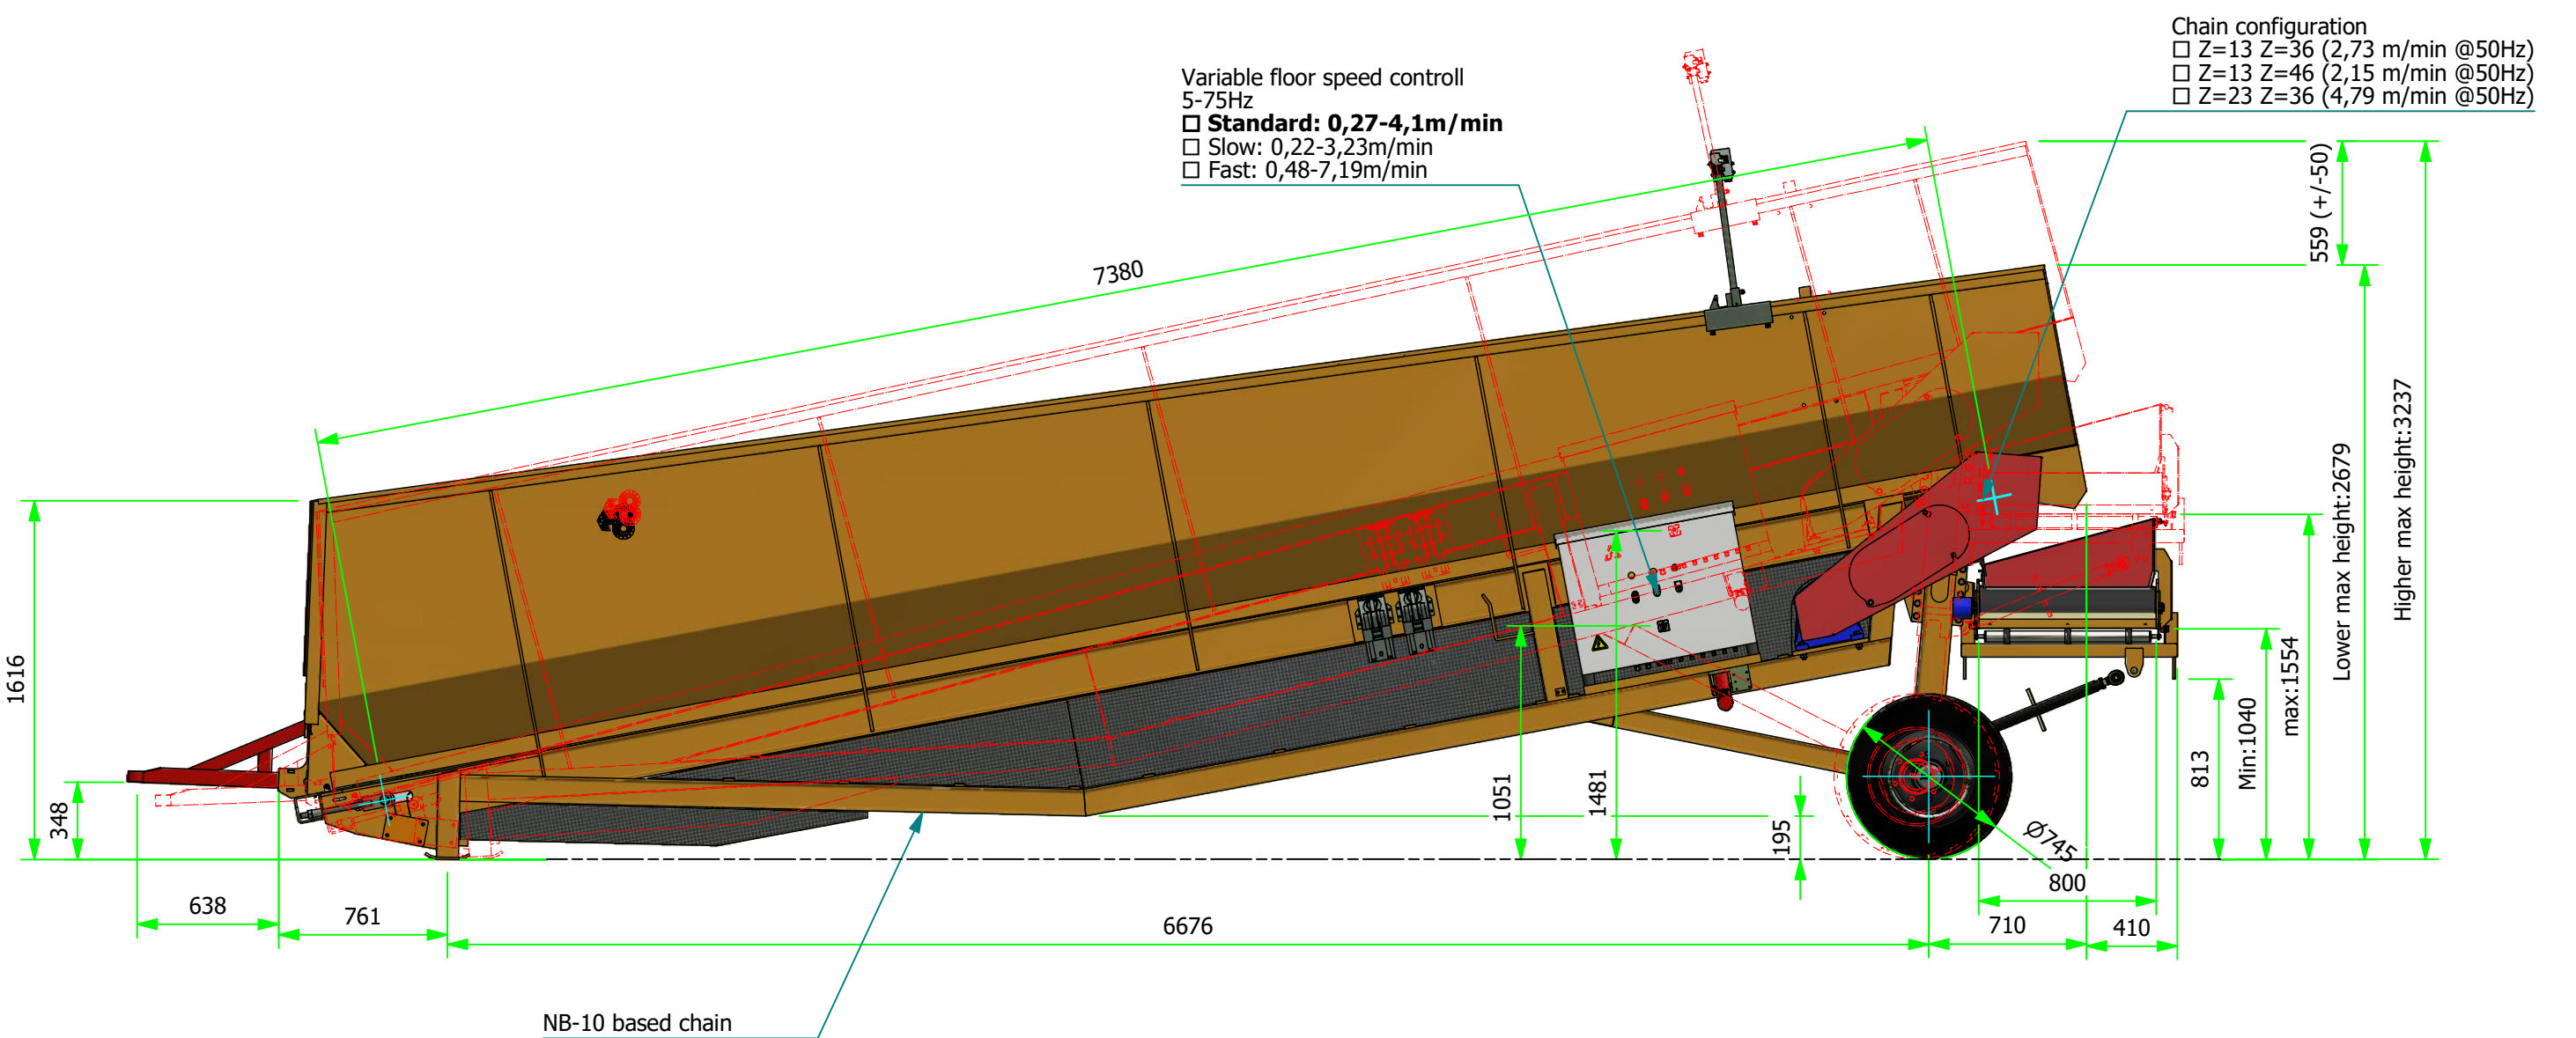 Chain configuration
☐ Z=13 Z=36 (2,73 m/min @50Hz)
☐ Z=13 Z=46 (2,15 m/min @50Hz)
☐ Z=23 Z=36 (4,79 m/min @50Hz)
Variable floor speed controll
5-75Hz
☐ Standard: 0,27-4,1m/min
☐ Slow: 0,22-3,23m/min
☐ Fast: 0,48-7,19m/min
7380
559 (+/-50)
Higher max height:3237
Lower max height:2679
max:1554
Min:1040
813
1616
348
1051
1481
195
Ø745
800
638
761
6676
710
410
NB-10 based chain